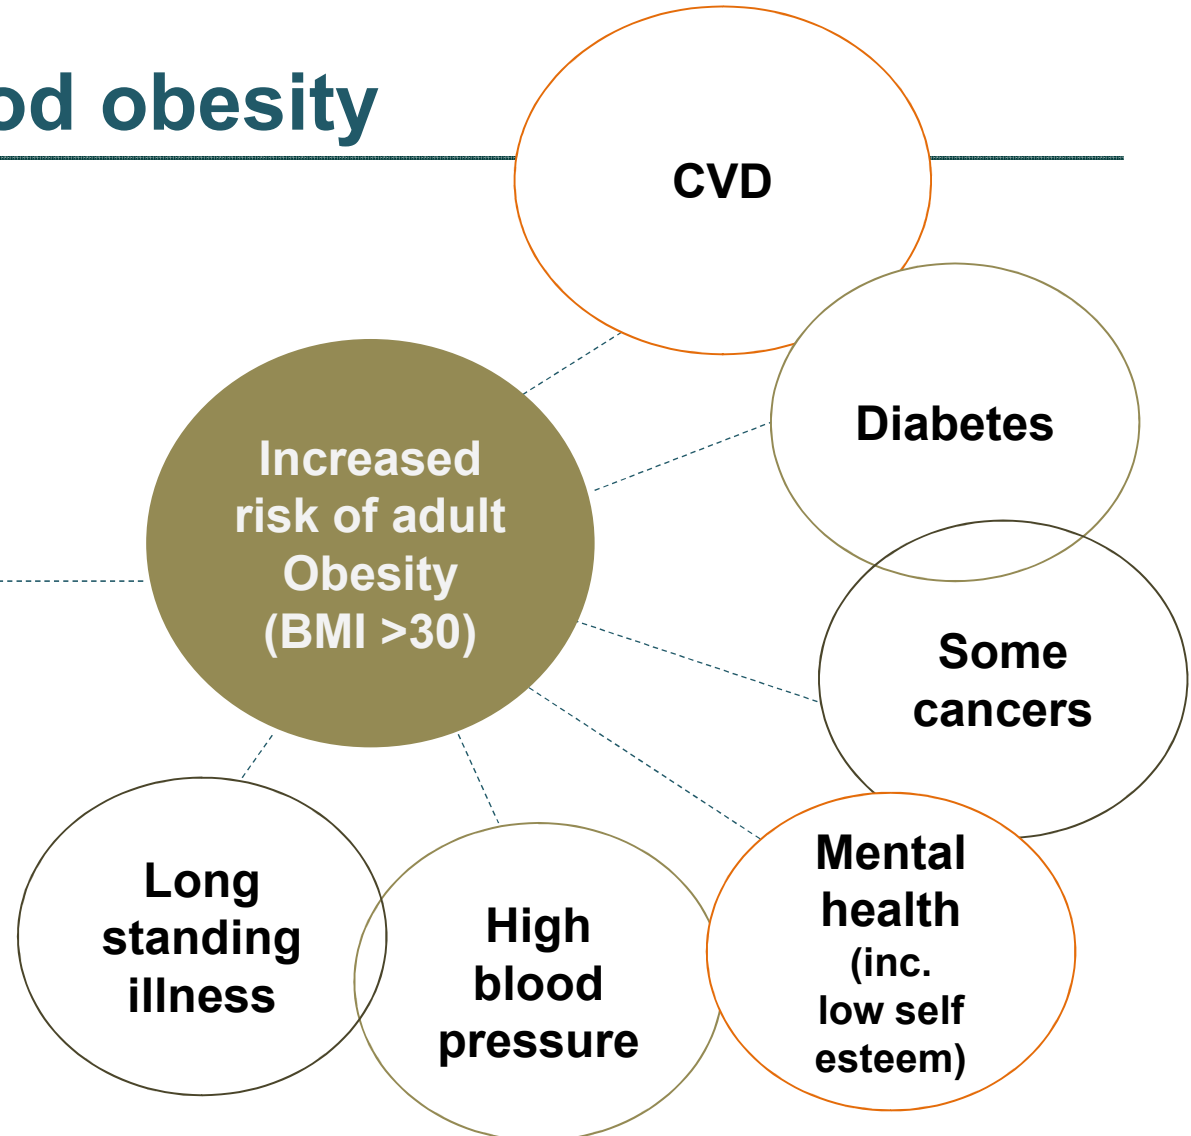 od obesity
CVD
Diabetes
Increased
risk of adult
Obesity
(BMI >30)
Some
cancers
Mental
health
(inc.
low self
esteem)
High
blood
pressure
Long
standing
illness